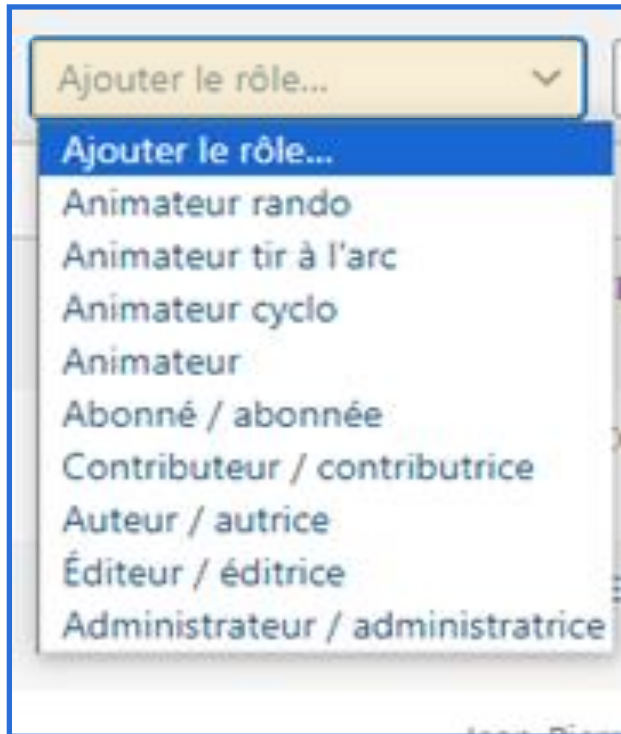 Ajouter le rôle...
Ajouter le rôle...
Animateur rando
Animateur tir à l'arc
Animateur cyclo
Animateur
Abonné / abonnée
Contributeur / contributrice
Auteur / autrice
Éditeur / éditrice
Administrateur / administratrice